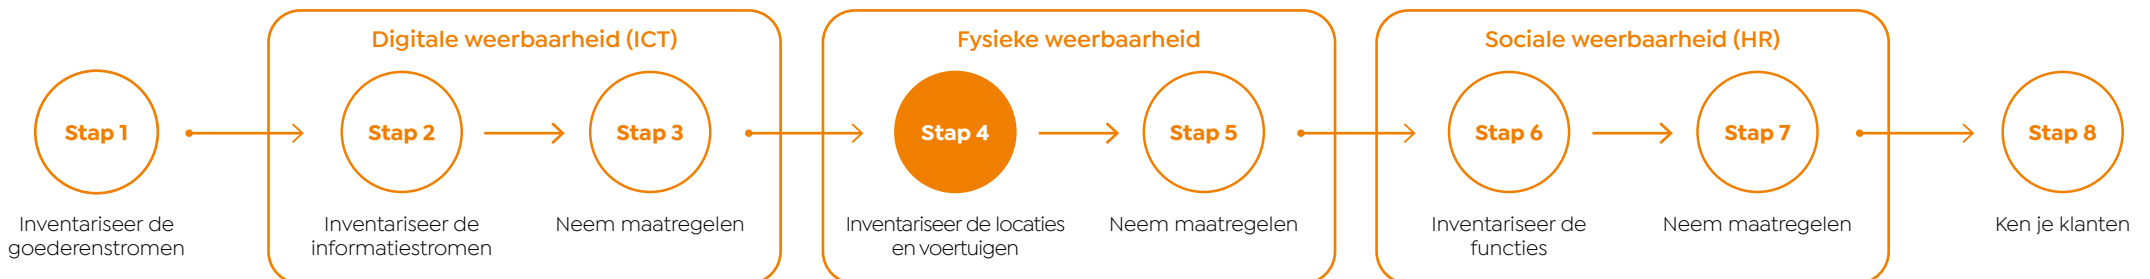 Digitale weerbaarheid (ICT)
Fysieke weerbaarheid
Sociale weerbaarheid (HR)
Stap 1
Stap 2
Stap 3
Stap 4
Stap 5
Stap 6
Stap 7
Stap 8
Inventariseer de
goederenstromen
Inventariseer de
informatiestromen
Neem maatregelen
Inventariseer de locaties
en voertuigen
Neem maatregelen
Inventariseer de
functies
Neem maatregelen
Ken je klanten